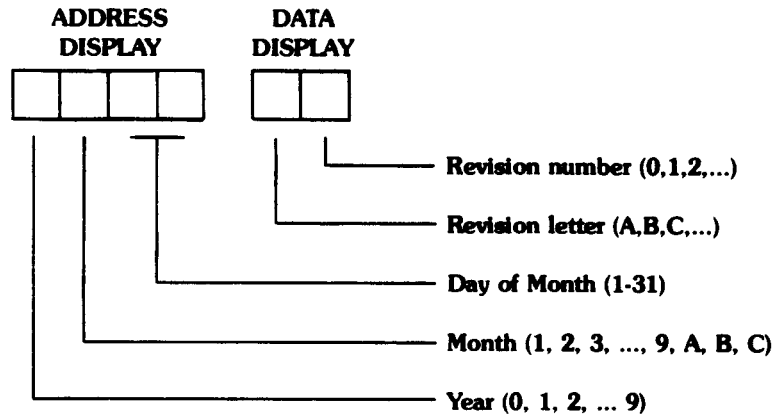 ADDRESS DISPLAY
DATA DISPLAY
Revision number (0,1,2,...)
Revision letter (A,B,C,...)
Day of Month (1-31)
Month (1, 2, 3, ..., 9, A, B, C)
Year (0, 1, 2, ... 9)